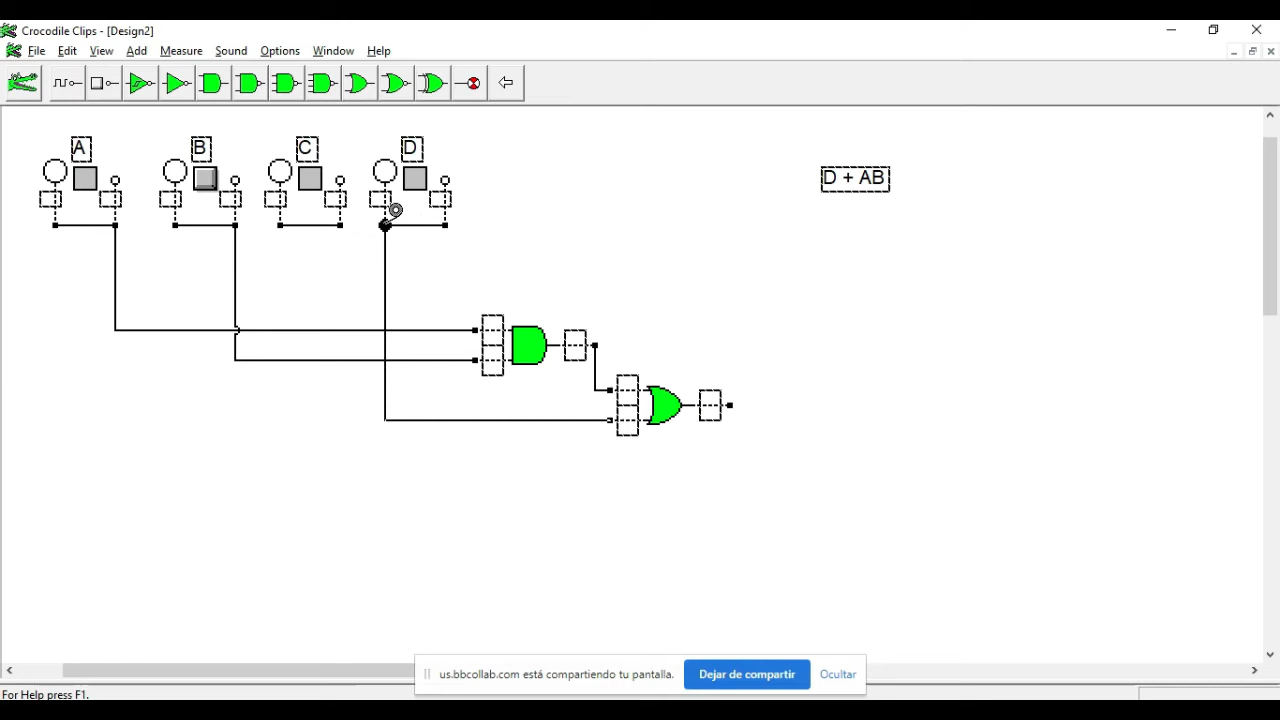 Crocodile Clips - [Design2]
File Edit View Add Measure Sound Options Window Help
A B C D
D + AB
us.bbcollab.com está compartiendo tu pantalla. Dejar de compartir Ocultar
For Help press F1.